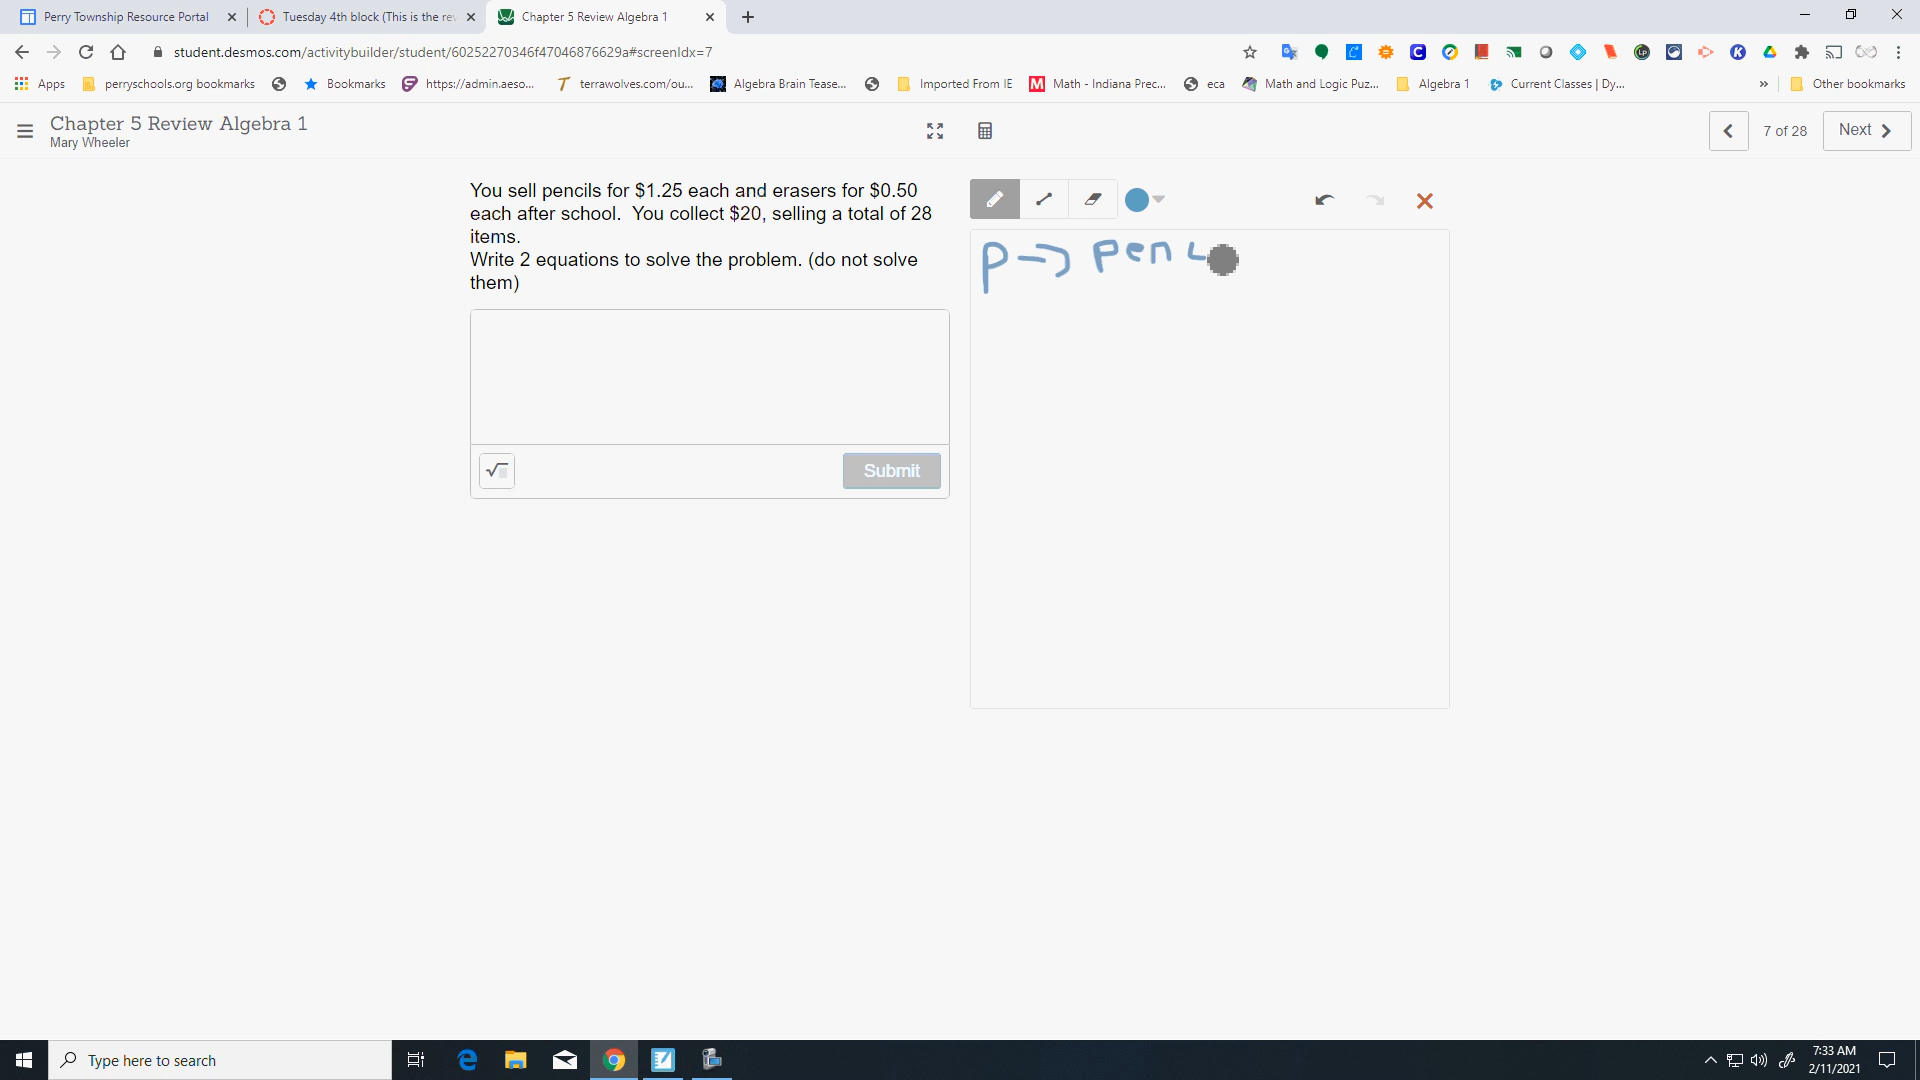 Perry Township Resource Portal
Tuesday 4th block (This is the rev
Chapter 5 Review Algebra 1
student.desmos.com/activitybuilder/student/60252270346f47046876629a#screenIdx=7
Apps
perryschools.org bookmarks
Bookmarks
https://admin.aeso...
terrawolves.com/ou...
Algebra Brain Tease...
Imported From IE
Math - Indiana Prec...
eca
Math and Logic Puz...
Algebra 1
Current Classes | Dy...
»
Other bookmarks
Chapter 5 Review Algebra 1
Mary Wheeler
7 of 28
Next
You sell pencils for $1.25 each and erasers for $0.50
each after school. You collect $20, selling a total of 28
items.
Write 2 equations to solve the problem. (do not solve
them)
p → penc
√
Submit
Type here to search
7:33 AM
2/11/2021